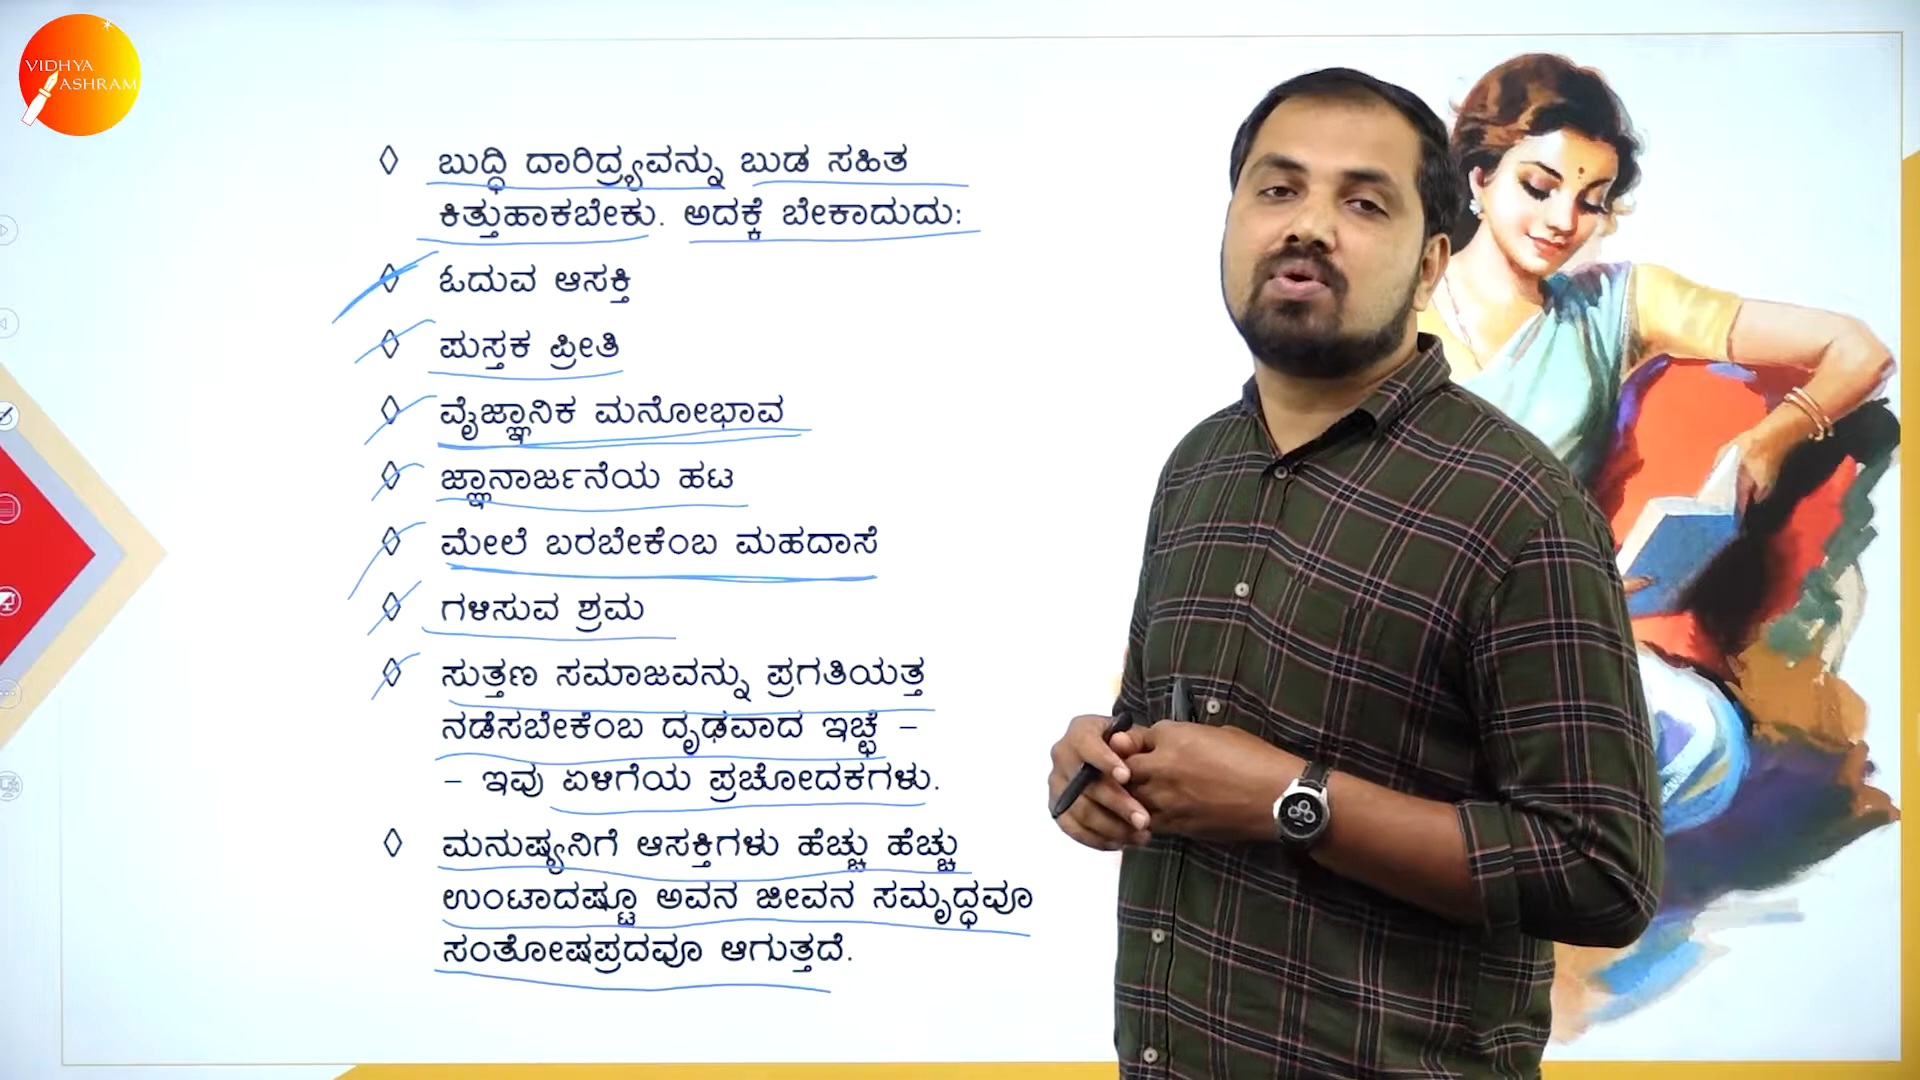 VIDHYA
ASHRAM
ಬುದ್ಧಿ ದಾರಿದ್ರ್ಯವನ್ನು ಬುಡ ಸಹಿತ
ಕಿತ್ತುಹಾಕಬೇಕು. ಅದಕ್ಕೆ ಬೇಕಾದುದು:
ಓದುವ ಆಸಕ್ತಿ
ಪುಸ್ತಕ ಪ್ರೀತಿ
ವೈಜ್ಞಾನಿಕ ಮನೋಭಾವ
ಜ್ಞಾನಾರ್ಜನೆಯ ಹಟ
ಮೇಲೆ ಬರಬೇಕೆಂಬ ಮಹದಾಸೆ
ಗಳಿಸುವ ಶ್ರಮ
ಸುತ್ತಣ ಸಮಾಜವನ್ನು ಪ್ರಗತಿಯತ್ತ
ನಡೆಸಬೇಕೆಂಬ ದೃಢವಾದ ಇಚ್ಛೆ –
– ಇವು ಏಳಿಗೆಯ ಪ್ರಚೋದಕಗಳು.
ಮನುಷ್ಯನಿಗೆ ಆಸಕ್ತಿಗಳು ಹೆಚ್ಚು ಹೆಚ್ಚು
ಉಂಟಾದಷ್ಟೂ ಅವನ ಜೀವನ ಸಮೃದ್ಧವೂ
ಸಂತೋಷಪ್ರದವೂ ಆಗುತ್ತದೆ.